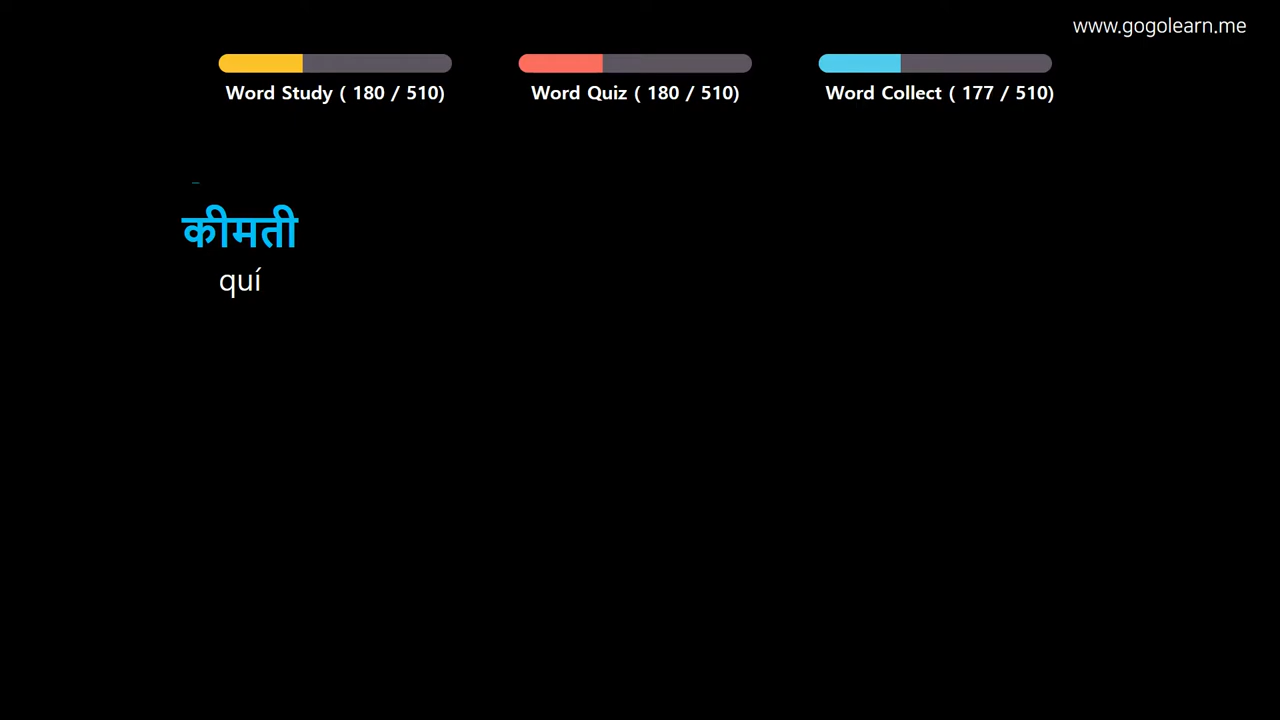 www.gogolearn.me
Word Study ( 180 / 510)
Word Quiz ( 180 / 510)
Word Collect ( 177 / 510)
कीमती
quí